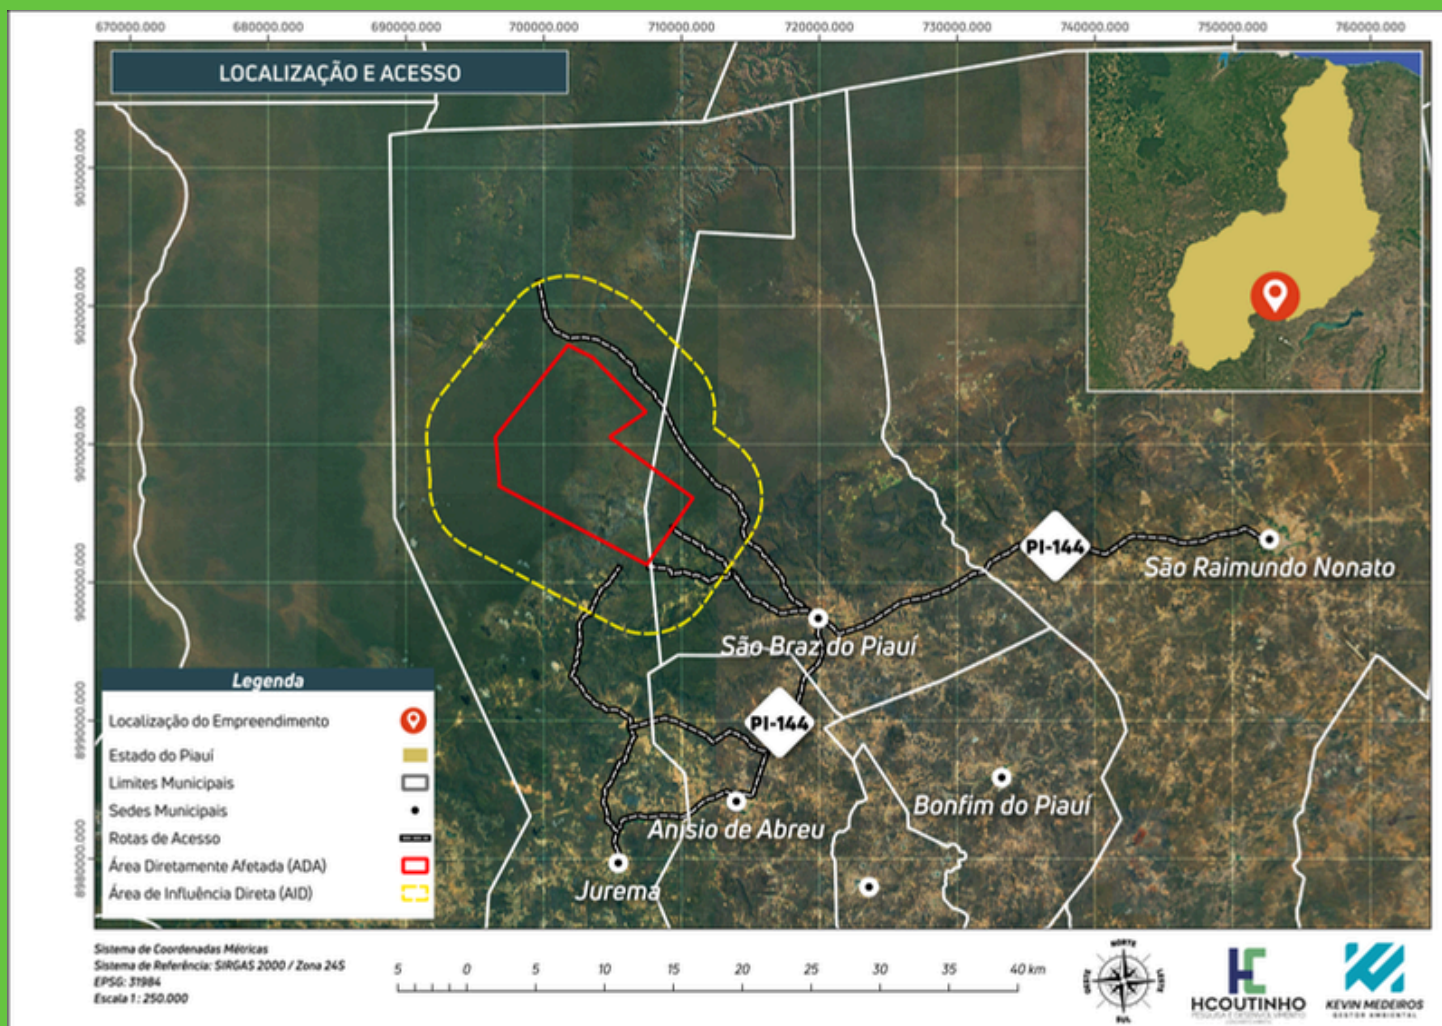 670000.000 680000.000 690000.000 700000.000 710000.000 720000.000 730000.000 740000.000 750000.000 760000.000
LOCALIZAÇÃO E ACESSO
9030000.000
9020000.000
9010000.000
9000000.000
8990000.000
8980000.000
PI-144
São Raimundo Nonato
São Braz do Piauí
PI-144
Bonfim do Piauí
Anísio de Abreu
Jurema
Legenda
Localização do Empreendimento
Estado do Piauí
Limites Municipais
Sedes Municipais
Rotas de Acesso
Área Diretamente Afetada (ADA)
Área de Influência Direta (AID)
Sistema de Coordenadas Métricas
Sistema de Referência: SIRGAS 2000 / Zona 24S
EPSG: 31984
Escala 1 : 250.000
5 0 5 10 15 20 25 30 35 40 km
NORTE
LESTE
OESTE
SUL
HCOUTINHO
PESQUISA E DESENVOLVIMENTO
KEVIN MEDEIROS
GESTOR AMBIENTAL